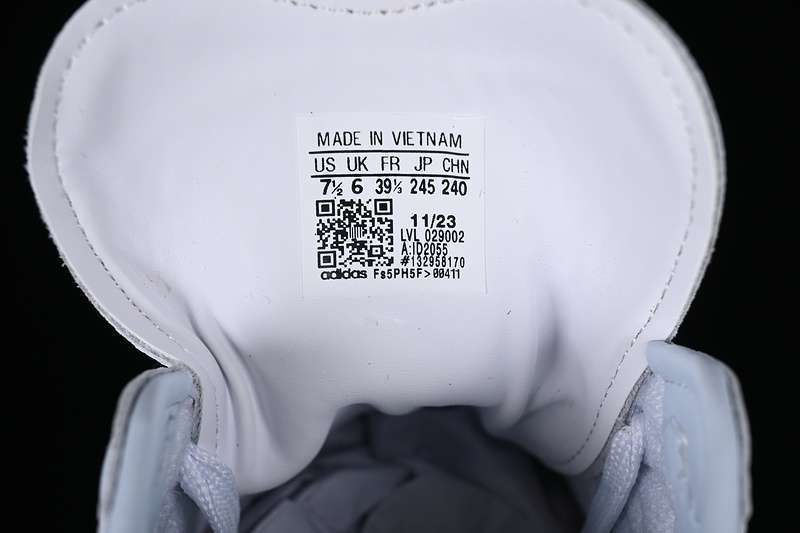 MADE IN VIETNAM
US UK FR JP CHN
7½ 6 39⅓ 245 240
11/23
LVL 029002
A:ID2055
#132958170
adidas Fs5PH5F>00411